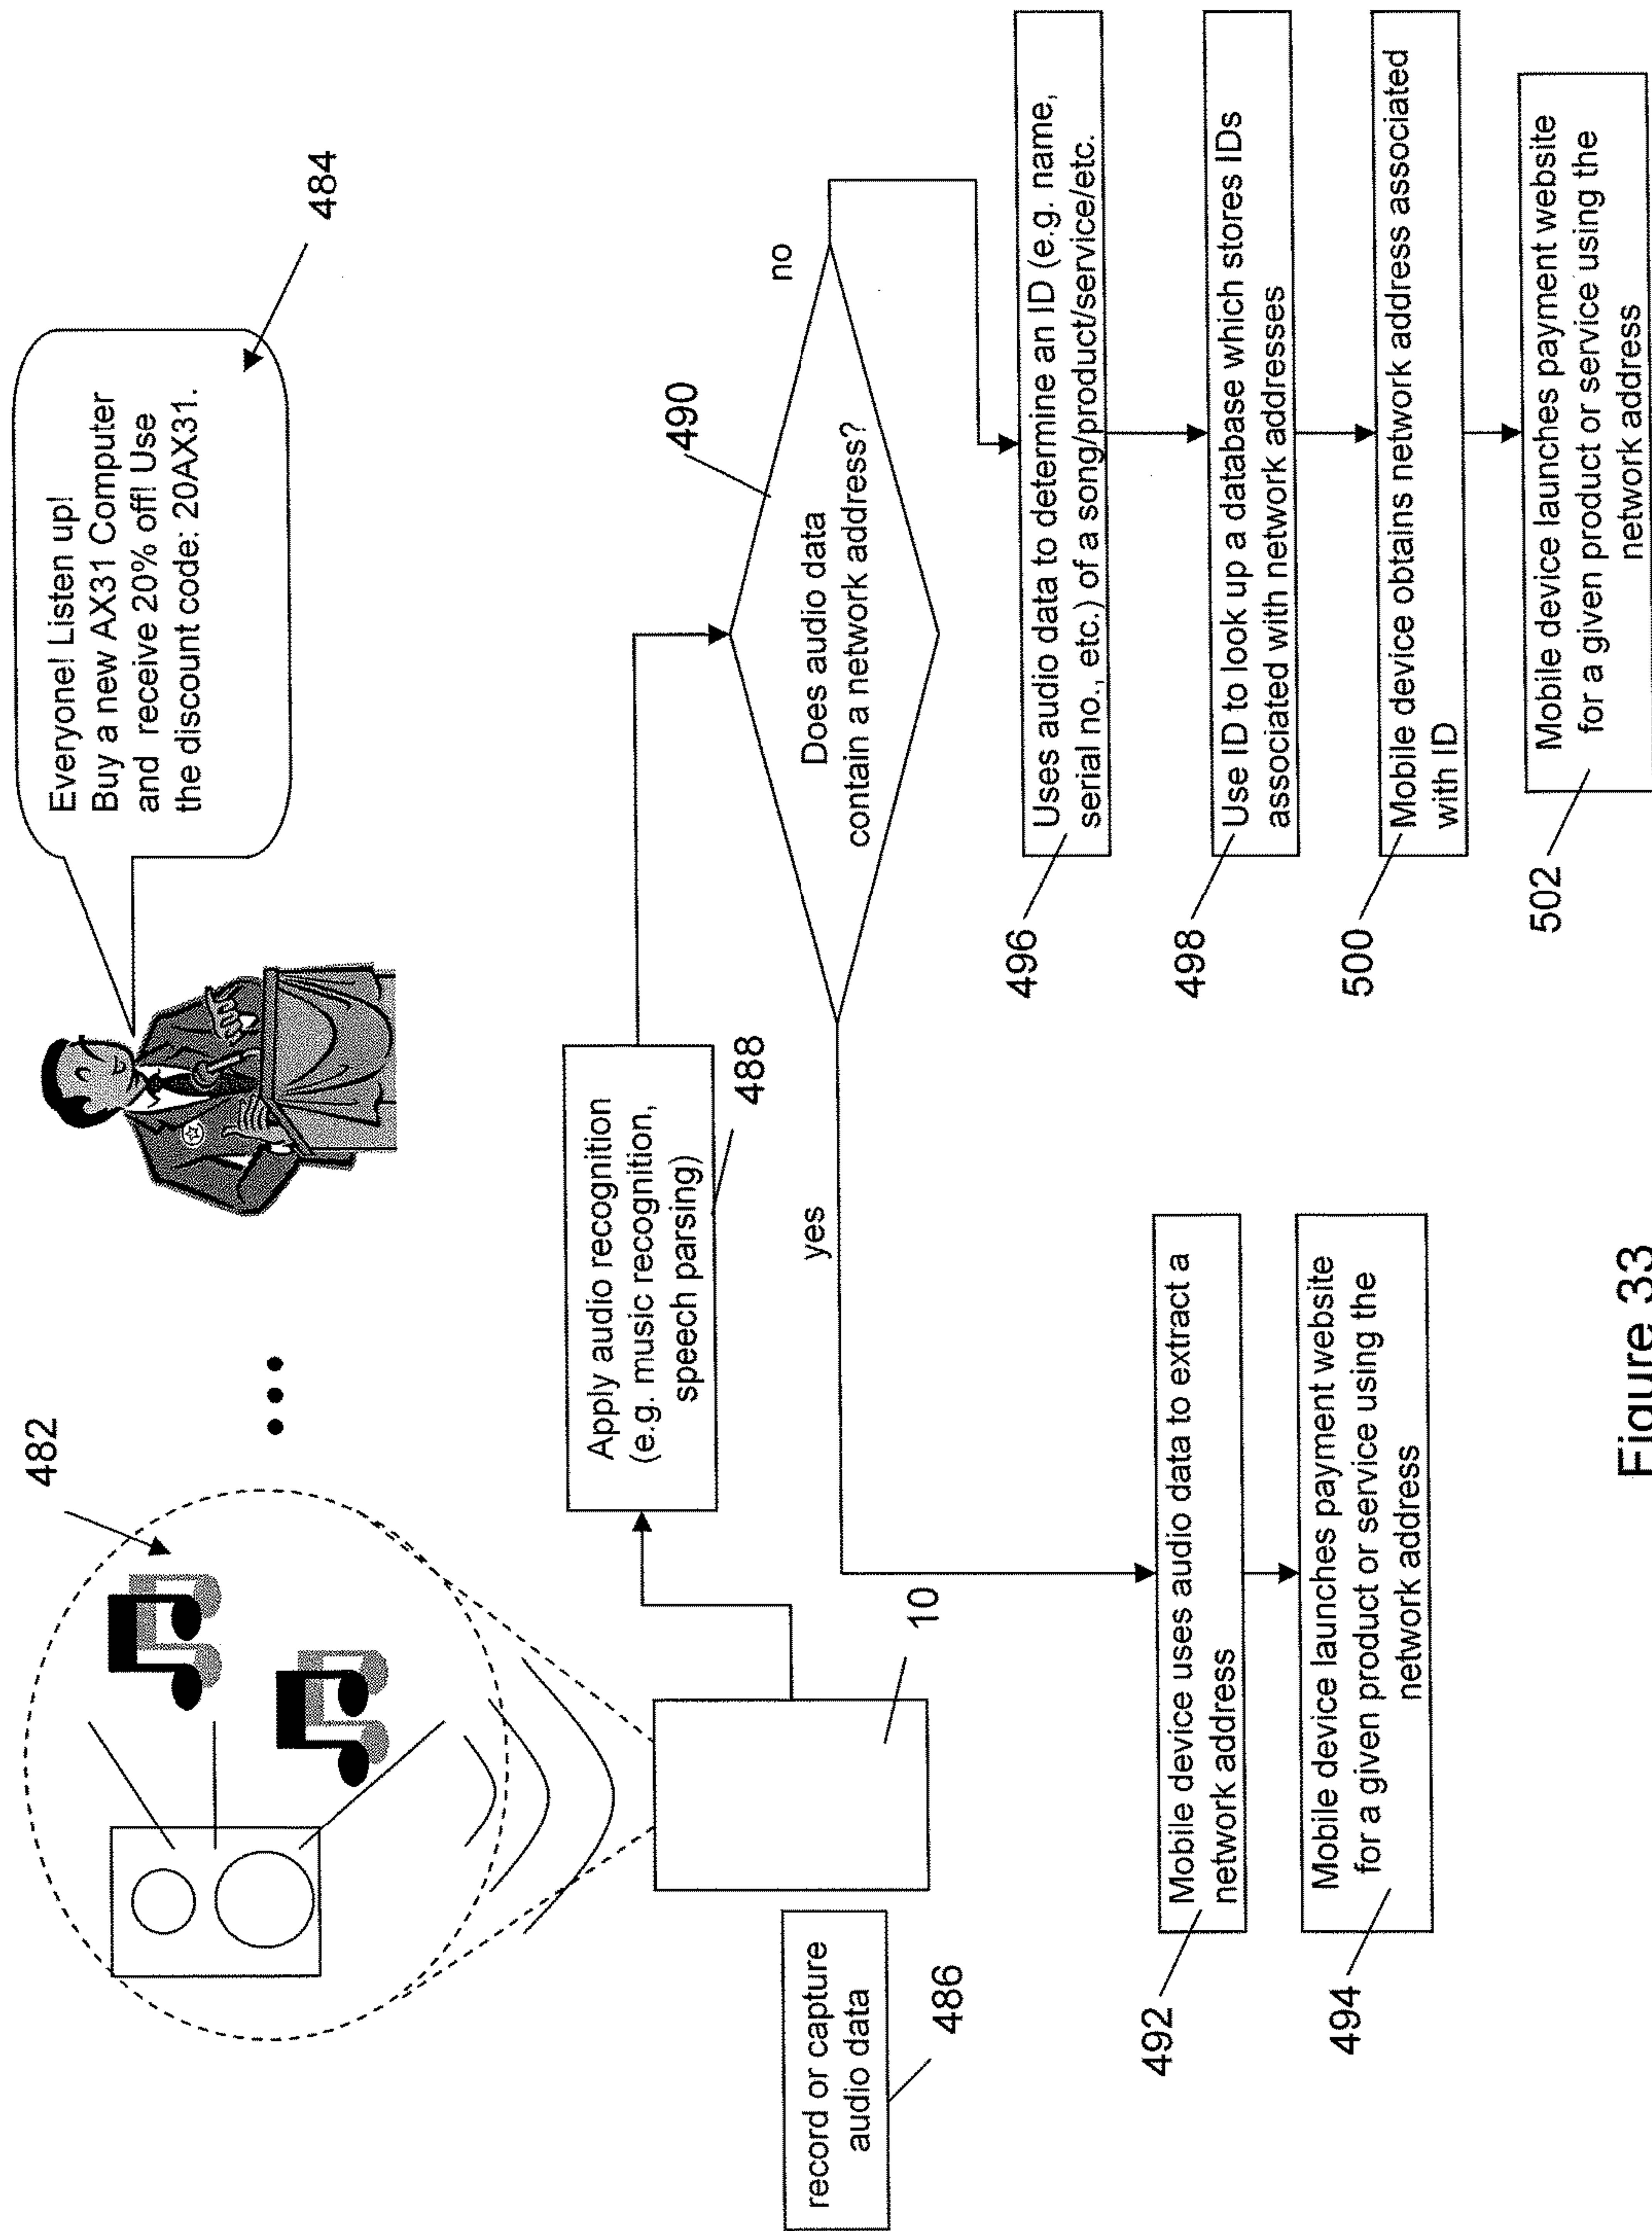 482
Everyone! Listen up!
Buy a new AX31 Computer
and receive 20% off! Use
the discount code: 20AX31.
484
record or capture
audio data
486
10
Apply audio recognition
(e.g. music recognition,
speech parsing)
488
490
Does audio data
contain a network address?
yes
no
492
Mobile device uses audio data to extract a
network address
494
Mobile device launches payment website
for a given product or service using the
network address
496
Uses audio data to determine an ID (e.g. name,
serial no., etc.) of a song/product/service/etc.
498
Use ID to look up a database which stores IDs
associated with network addresses
500
Mobile device obtains network address associated
with ID
502
Mobile device launches payment website
for a given product or service using the
network address
Figure 33